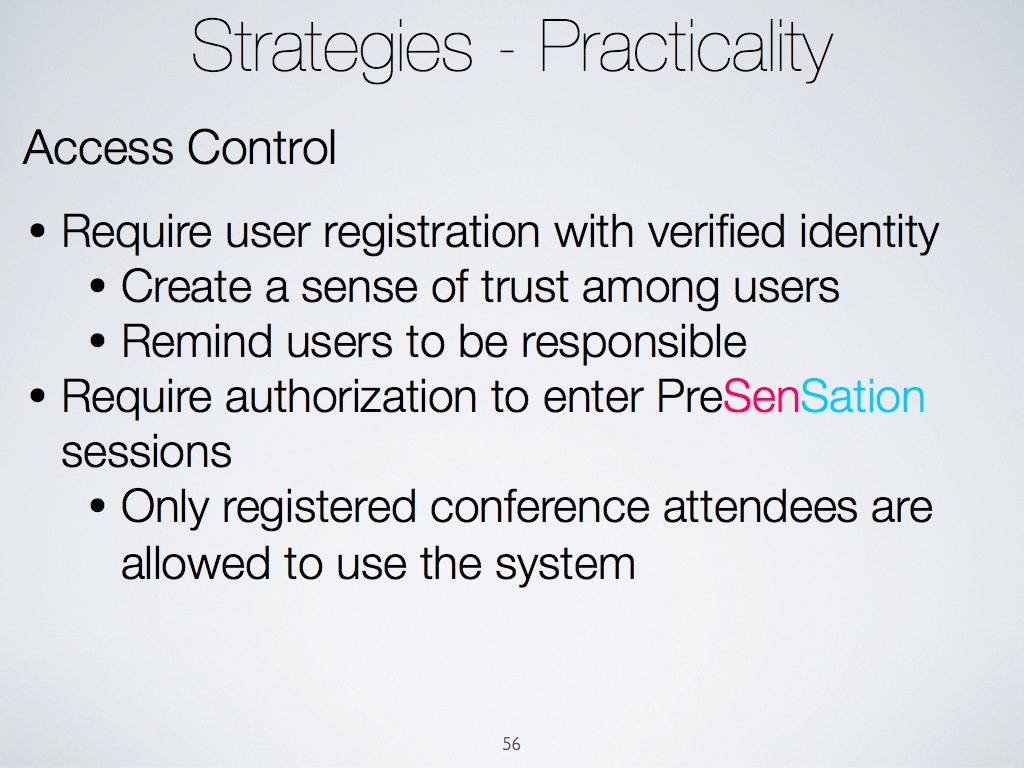 Strategies - Practicality
Access Control
• Require user registration with verified identity
• Create a sense of trust among users
• Remind users to be responsible
• Require authorization to enter PreSenSation
sessions
• Only registered conference attendees are
allowed to use the system
56